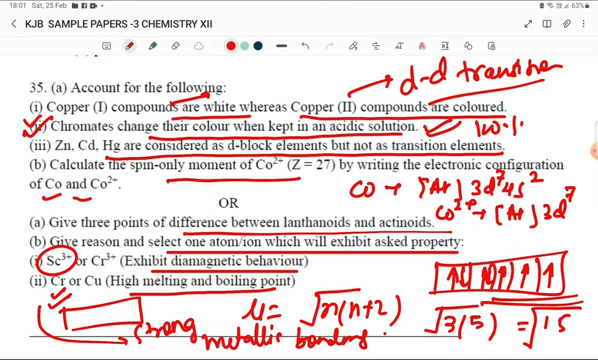 18:01 Sat, 25 Feb
63%
KJB SAMPLE PAPERS -3 CHEMISTRY XII
d-d transition
35. (a) Account for the following:
(i) Copper (I) compounds are white whereas Copper (II) compounds are coloured.
(ii) Chromates change their colour when kept in an acidic solution.
(iii) Zn, Cd, Hg are considered as d-block elements but not as transition elements.
(b) Calculate the spin-only moment of Co²⁺ (Z = 27) by writing the electronic configuration
of Co and Co²⁺.
Co → [Ar] 3d⁷4s²
Co²⁺ → [Ar] 3d⁷
OR
(a) Give three points of difference between lanthanoids and actinoids.
(b) Give reason and select one atom/ion which will exhibit asked property:
(i) Sc³⁺ or Cr³⁺ (Exhibit diamagnetic behaviour)
(ii) Cr or Cu (High melting and boiling point)
μ = √n(n+2)
√3(5) = √15
strong
metallic bonding